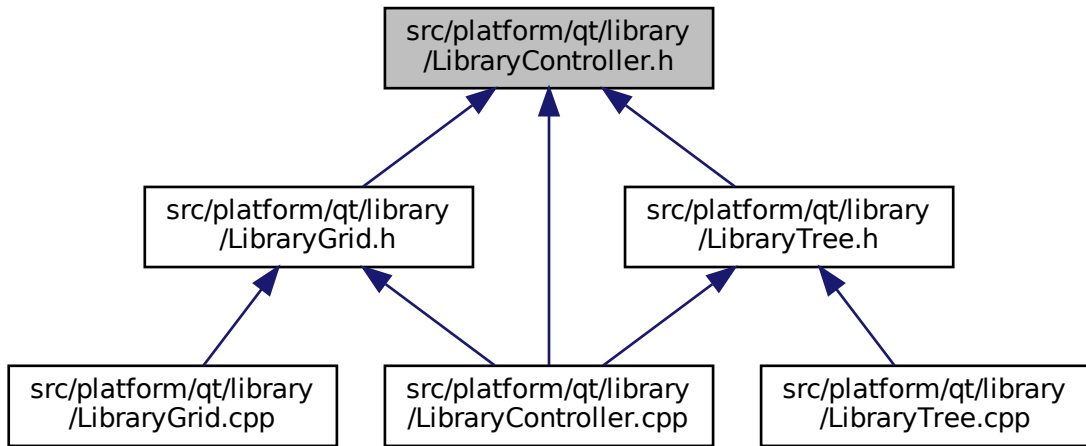 src/platform/qt/library
/LibraryController.h
src/platform/qt/library
/LibraryGrid.h
src/platform/qt/library
/LibraryTree.h
src/platform/qt/library
/LibraryGrid.cpp
src/platform/qt/library
/LibraryController.cpp
src/platform/qt/library
/LibraryTree.cpp